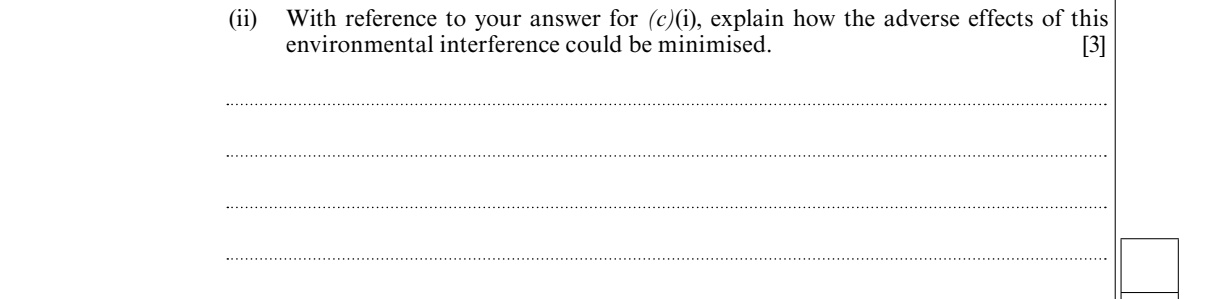 (ii) With reference to your answer for (c)(i), explain how the adverse effects of this
environmental interference could be minimised. [3]